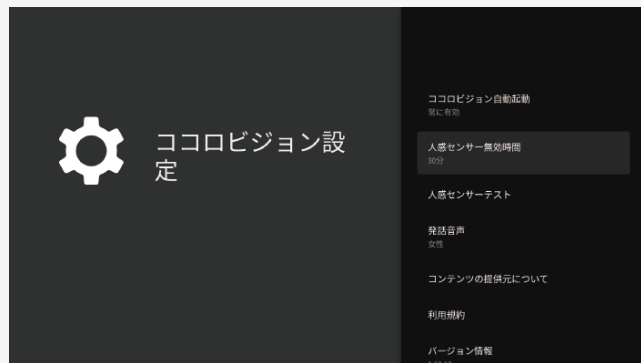 ココロビジョン設
定
ココロビジョン自動起動
常に有効
人感センサー無効時間
30分
人感センサーテスト
発話音声
女性
コンテンツの提供元について
利用規約
バージョン情報